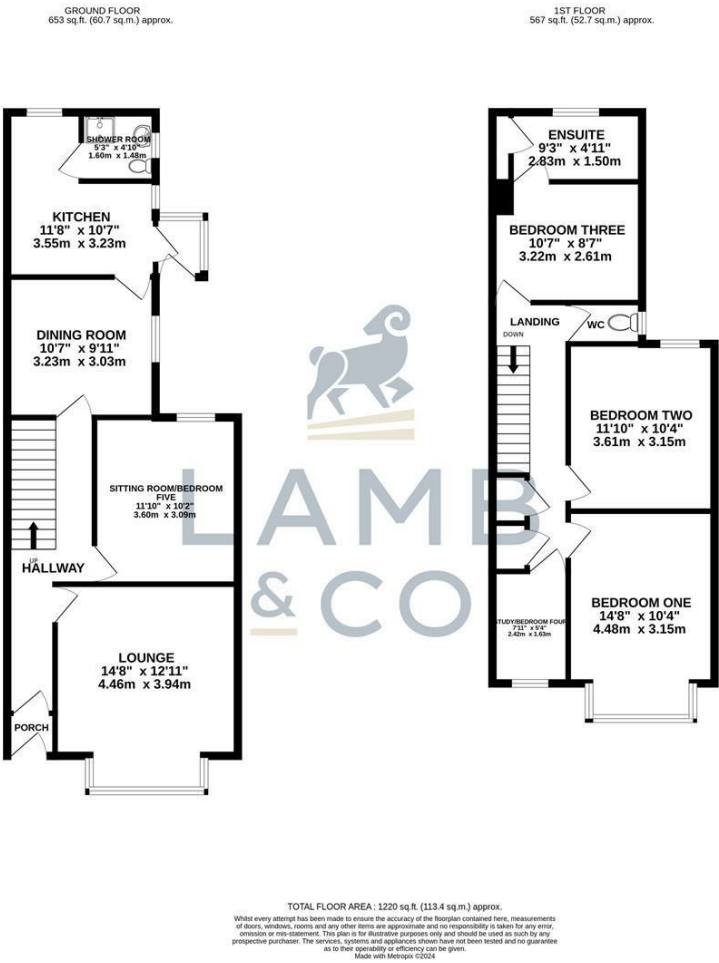 GROUND FLOOR
653 sq.ft. (60.7 sq.m.) approx.
1ST FLOOR
567 sq.ft. (52.7 sq.m.) approx.
SHOWER ROOM
5'3" x 4'10"
1.60m x 1.48m
KITCHEN
11'8" x 10'7"
3.55m x 3.23m
DINING ROOM
10'7" x 9'11"
3.23m x 3.03m
SITTING ROOM/BEDROOM
FIVE
11'10" x 10'2"
3.60m x 3.09m
UP
HALLWAY
LOUNGE
14'8" x 12'11"
4.46m x 3.94m
PORCH
ENSUITE
9'3" x 4'11"
2.83m x 1.50m
BEDROOM THREE
10'7" x 8'7"
3.22m x 2.61m
LANDING
DOWN
WC
BEDROOM TWO
11'10" x 10'4"
3.61m x 3.15m
BEDROOM ONE
14'8" x 10'4"
4.48m x 3.15m
STUDY/BEDROOM FOUR
7'11" x 5'4"
2.42m x 1.63m
LAMB
& CO
TOTAL FLOOR AREA : 1220 sq.ft. (113.4 sq.m.) approx.
Whilst every attempt has been made to ensure the accuracy of the floorplan contained here, measurements
of doors, windows, rooms and any other items are approximate and no responsibility is taken for any error,
omission or mis-statement. This plan is for illustrative purposes only and should be used as such by any
prospective purchaser. The services, systems and appliances shown have not been tested and no guarantee
as to their operability or efficiency can be given.
Made with Metropix ©2024